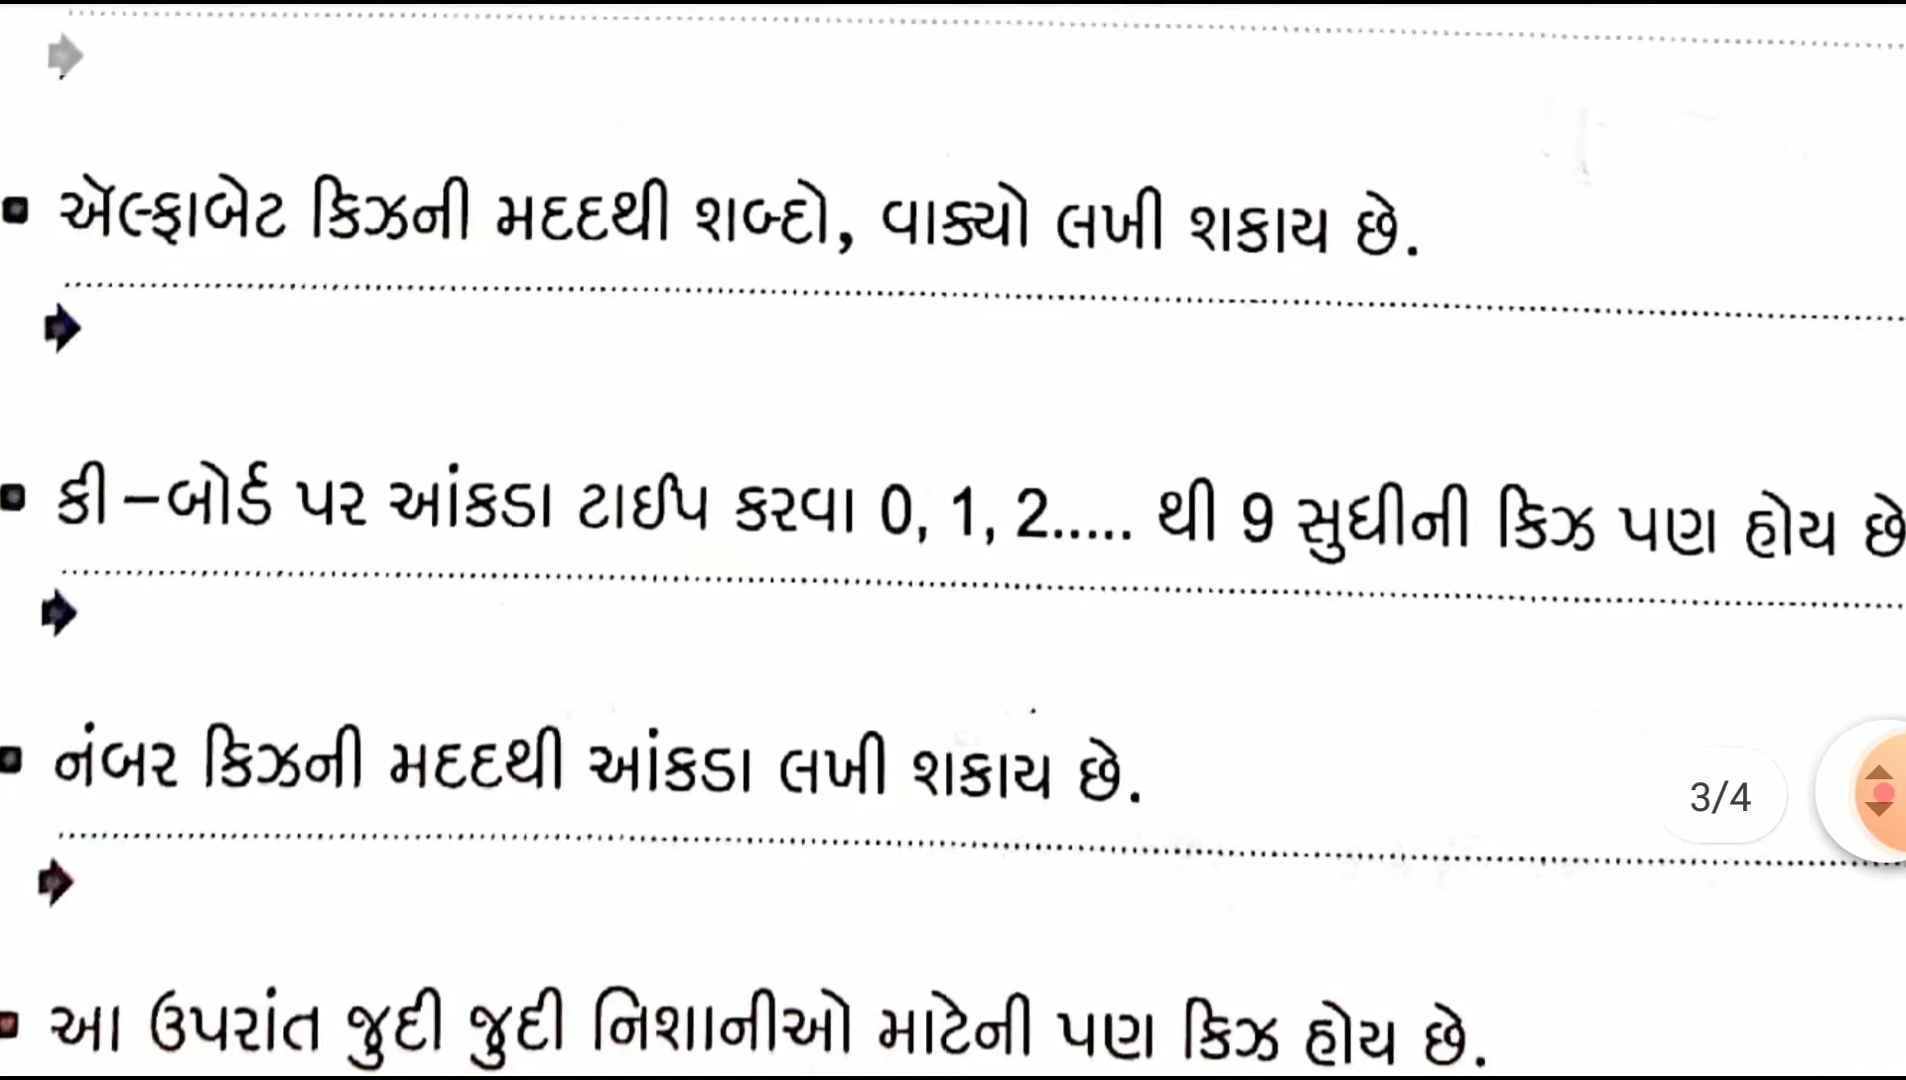 ઍલ્ફાબેટ કિઝની મદદથી શબ્દો, વાક્યો લખી શકાય છે.
કી–બોર્ડ પર આંકડા ટાઈપ કરવા 0, 1, 2..... થી 9 સુધીની કિઝ પણ હોય છે
નંબર કિઝની મદદથી આંકડા લખી શકાય છે.
3/4
આ ઉપરાંત જુદી જુદી નિશાનીઓ માટેની પણ કિઝ હોય છે.